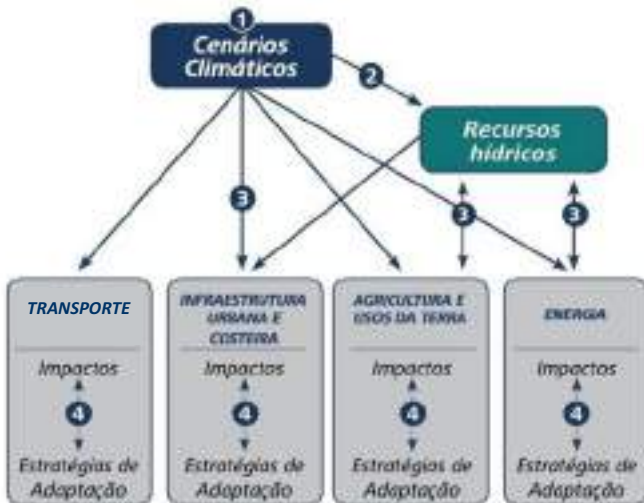 1
Cenários
Climáticos
2
Recursos
hídricos
3
3
3
TRANSPORTE
INFRAESTRUTURA
URBANA E
COSTEIRA
AGRICULTURA E
USOS DA TERRA
ENERGIA
Impactos
Impactos
Impactos
Impactos
4
4
4
4
Estratégias de
Adaptação
Estratégias de
Adaptação
Estratégias de
Adaptação
Estratégias de
Adaptação